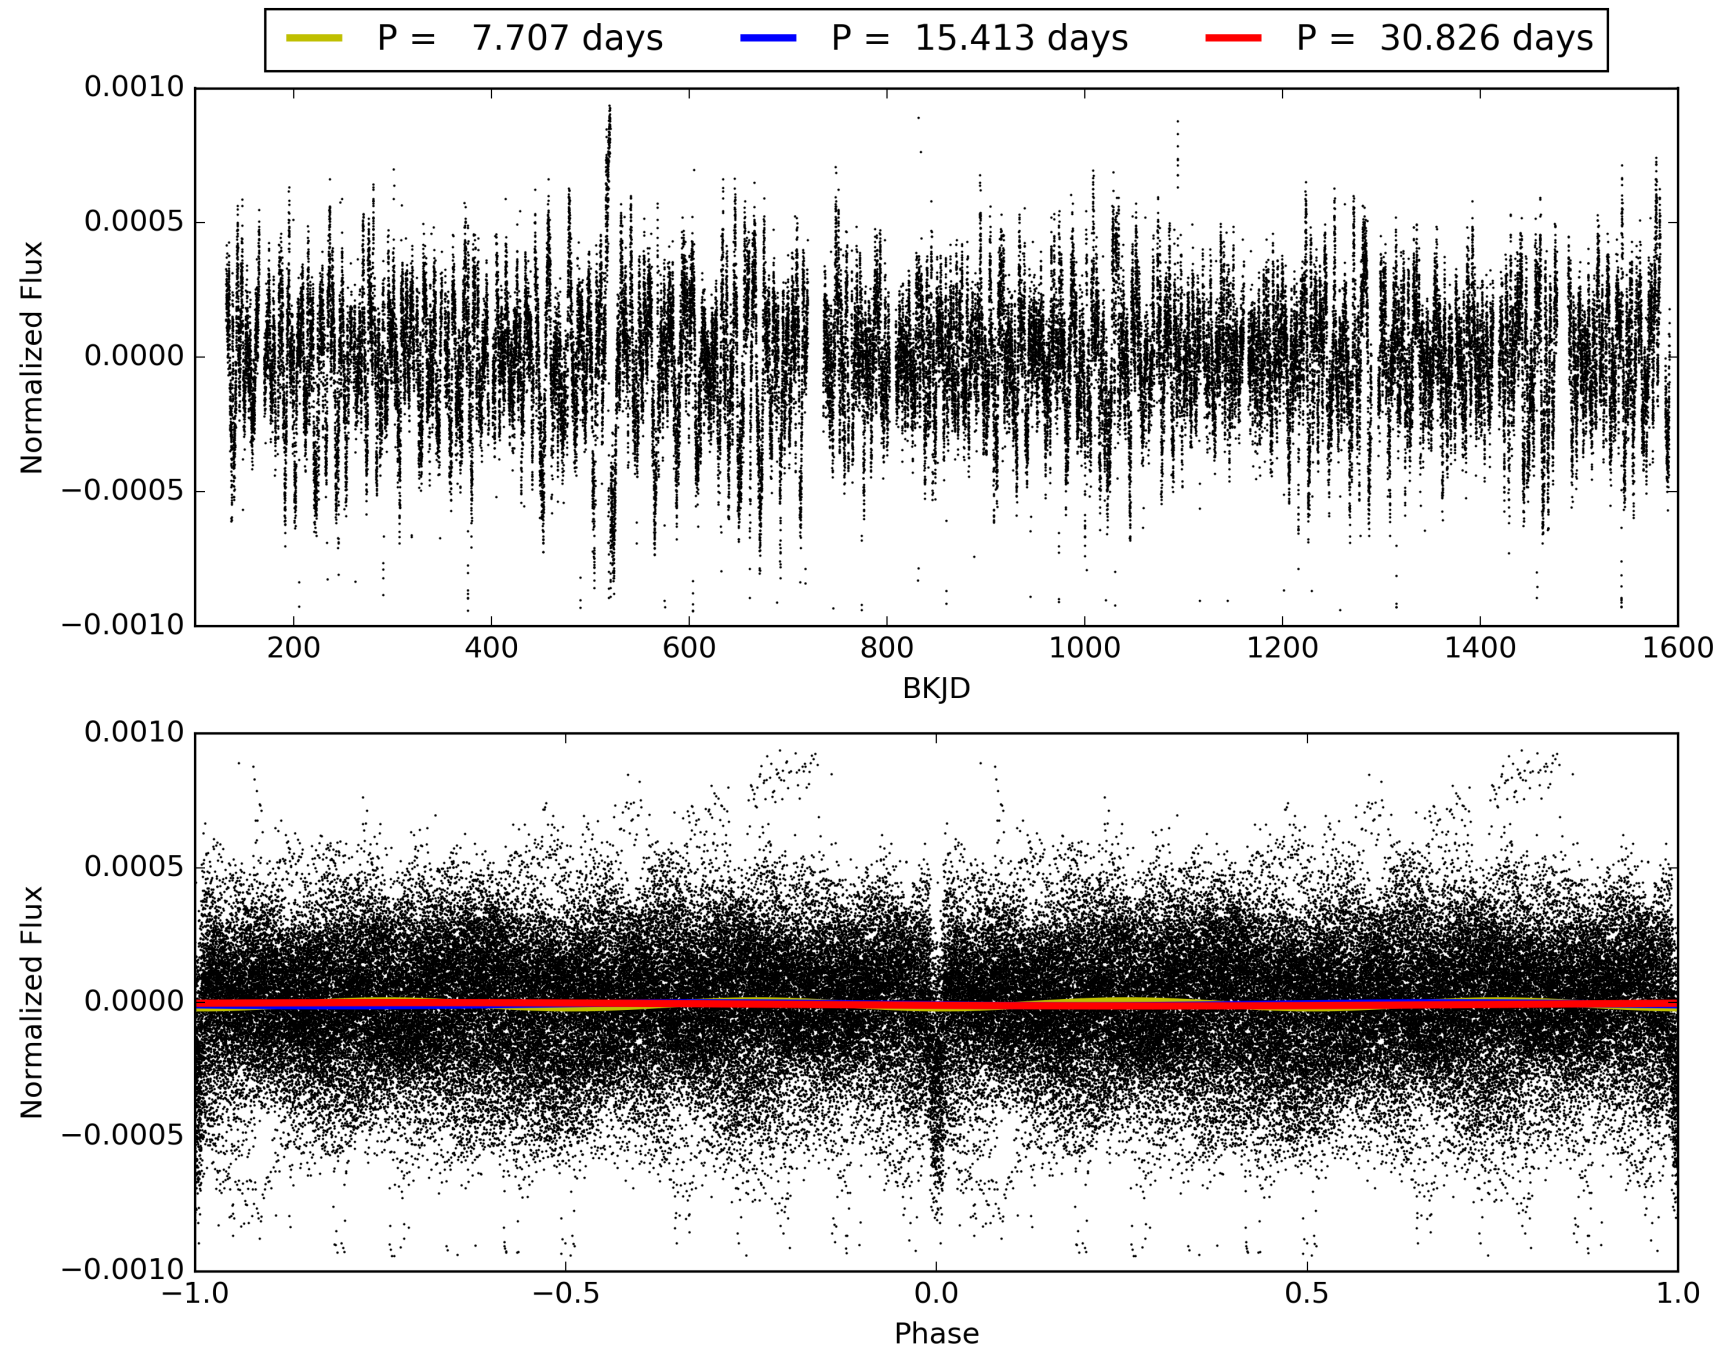 P = 7.707 days P = 15.413 days P = 30.826 days
0.0010
0.0005
0.0000
−0.0005
−0.0010
Normalized Flux
200 400 600 800 1000 1200 1400 1600
BKJD
0.0010
0.0005
0.0000
−0.0005
−0.0010
Normalized Flux
−1.0 −0.5 0.0 0.5 1.0
Phase